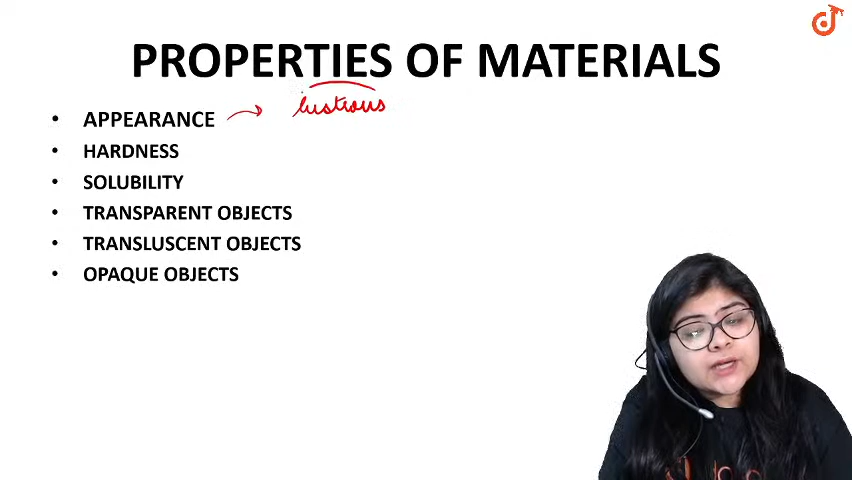 PROPERTIES OF MATERIALS
• APPEARANCE → lustrous
• HARDNESS
• SOLUBILITY
• TRANSPARENT OBJECTS
• TRANSLUSCENT OBJECTS
• OPAQUE OBJECTS